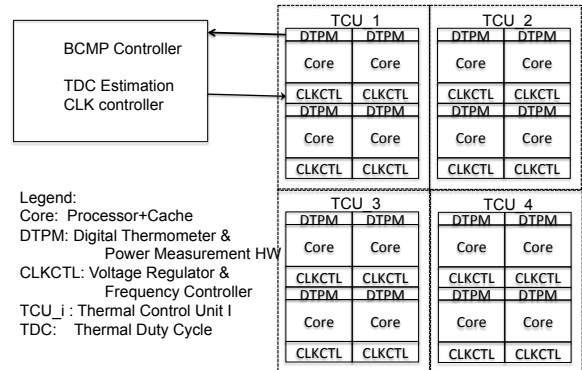 BCMP Controller
TDC Estimation
CLK controller
TCU_1
DTPM DTPM
Core Core
CLKCTL CLKCTL
DTPM DTPM
Core Core
CLKCTL CLKCTL
TCU_2
DTPM DTPM
Core Core
CLKCTL CLKCTL
DTPM DTPM
Core Core
CLKCTL CLKCTL
Legend:
Core: Processor+Cache
DTPM: Digital Thermometer &
Power Measurement HW
CLKCTL: Voltage Regulator &
Frequency Controller
TCU_i : Thermal Control Unit I
TDC: Thermal Duty Cycle
TCU_3
DTPM DTPM
Core Core
CLKCTL CLKCTL
DTPM DTPM
Core Core
CLKCTL CLKCTL
TCU_4
DTPM DTPM
Core Core
CLKCTL CLKCTL
DTPM DTPM
Core Core
CLKCTL CLKCTL